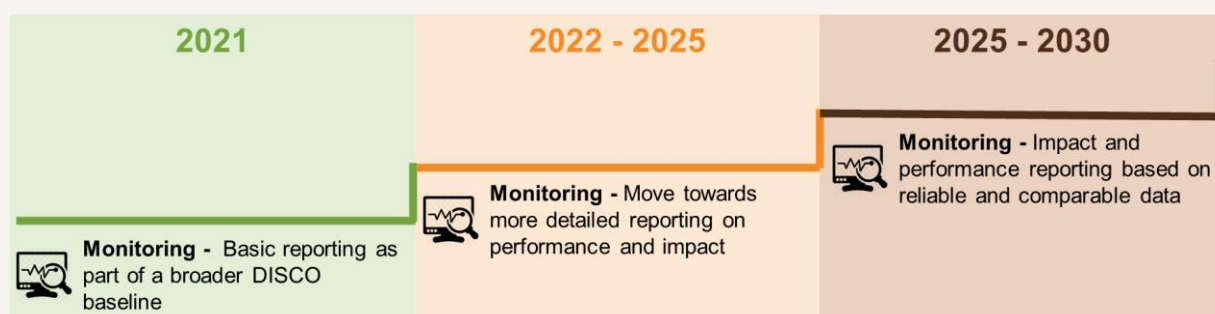 2021
Monitoring - Basic reporting as
part of a broader DISCO
baseline
2022 - 2025
Monitoring - Move towards
more detailed reporting on
performance and impact
2025 - 2030
Monitoring - Impact and
performance reporting based on
reliable and comparable data